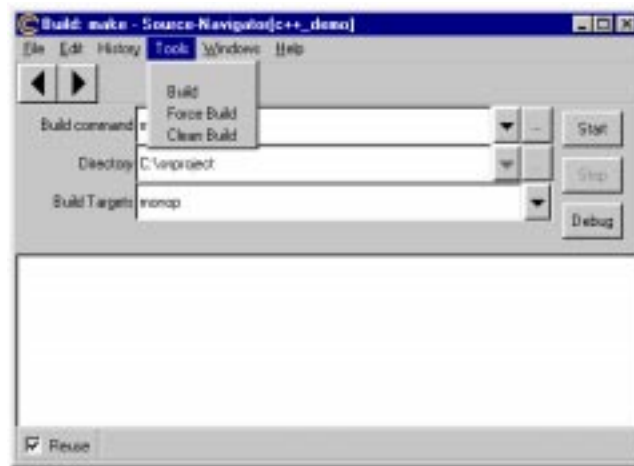 Build: make - Source-Navigator[c++_demo]
File Edit History Tools Windows Help
Build
Force Build
Clean Build
Build command
Start
Directory C:\snproject
Stop
Build Targets monop
Debug
Reuse